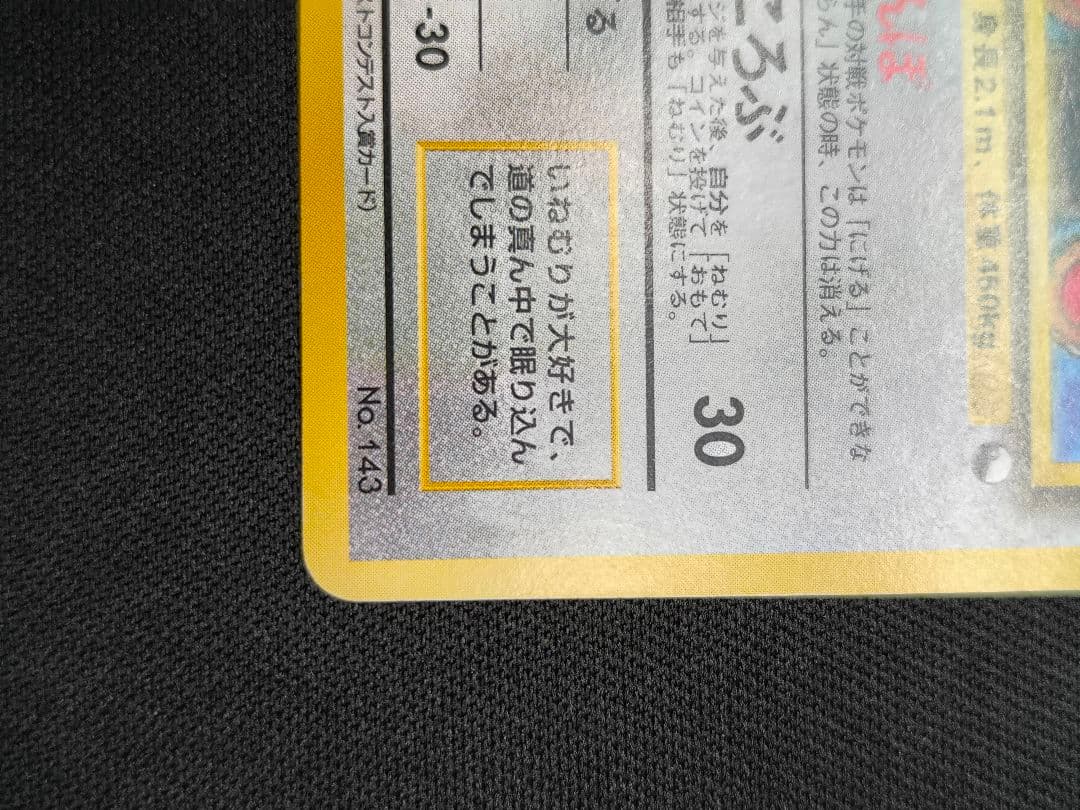 身長2.1m、体重460kg
んぼ
手の対戦ポケモンは「にげる」ことができな
らん」状態の時、この力は消える。
ころぶ
30
ジを与えた後、自分を「ねむり」
する。コインを投げて「おもて」
相手も「ねむり」状態にする。
る
-30
いねむりが大好きで、
道の真ん中で眠り込ん
でしまうことがある。
ストコンテスト入賞カード)
No. 143